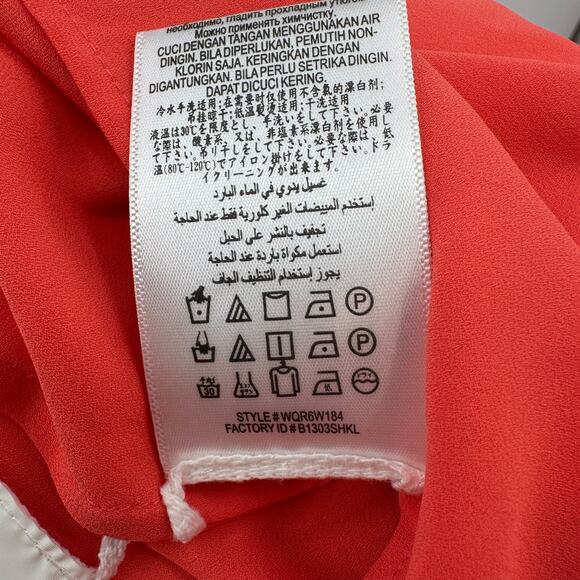 необходимо, гладить прохладным утюгом.
Можно применять химчистку.
CUCI DENGAN TANGAN MENGGUNAKAN AIR
DINGIN. BILA DIPERLUKAN, PEMUTIH NON-
KLORIN SAJA. KERINGKAN DENGAN
DIGANTUNGKAN. BILA PERLU SETRIKA DINGIN.
DAPAT DICUCI KERING.
冷水手洗适用；在需要时仅使用不含氯的漂白剂；
吊挂晾干；低温熨烫适用；干洗适用
液温は30℃を限度とし、手洗いをして下さい。必要
な際は、酸素系、又は、非塩素系漂白剤を使用し
て下さい。吊り干しをして下さい。必要な際は、低
温(80℃-120℃)でアイロン掛けをして下さい。ドラ
イクリーニングが出来ます。
غسيل يدوي في الماء البارد
إستخدم المبيضات الغير كلورية فقط عند الحاجة
تجفيف بالنشر على الحبل
استعمل مكواة باردة عند الحاجة
يجوز إستخدام التنظيف الجاف
P
P
30
低
ドライ
STYLE # WQR6W184
FACTORY ID # B1303SHKL